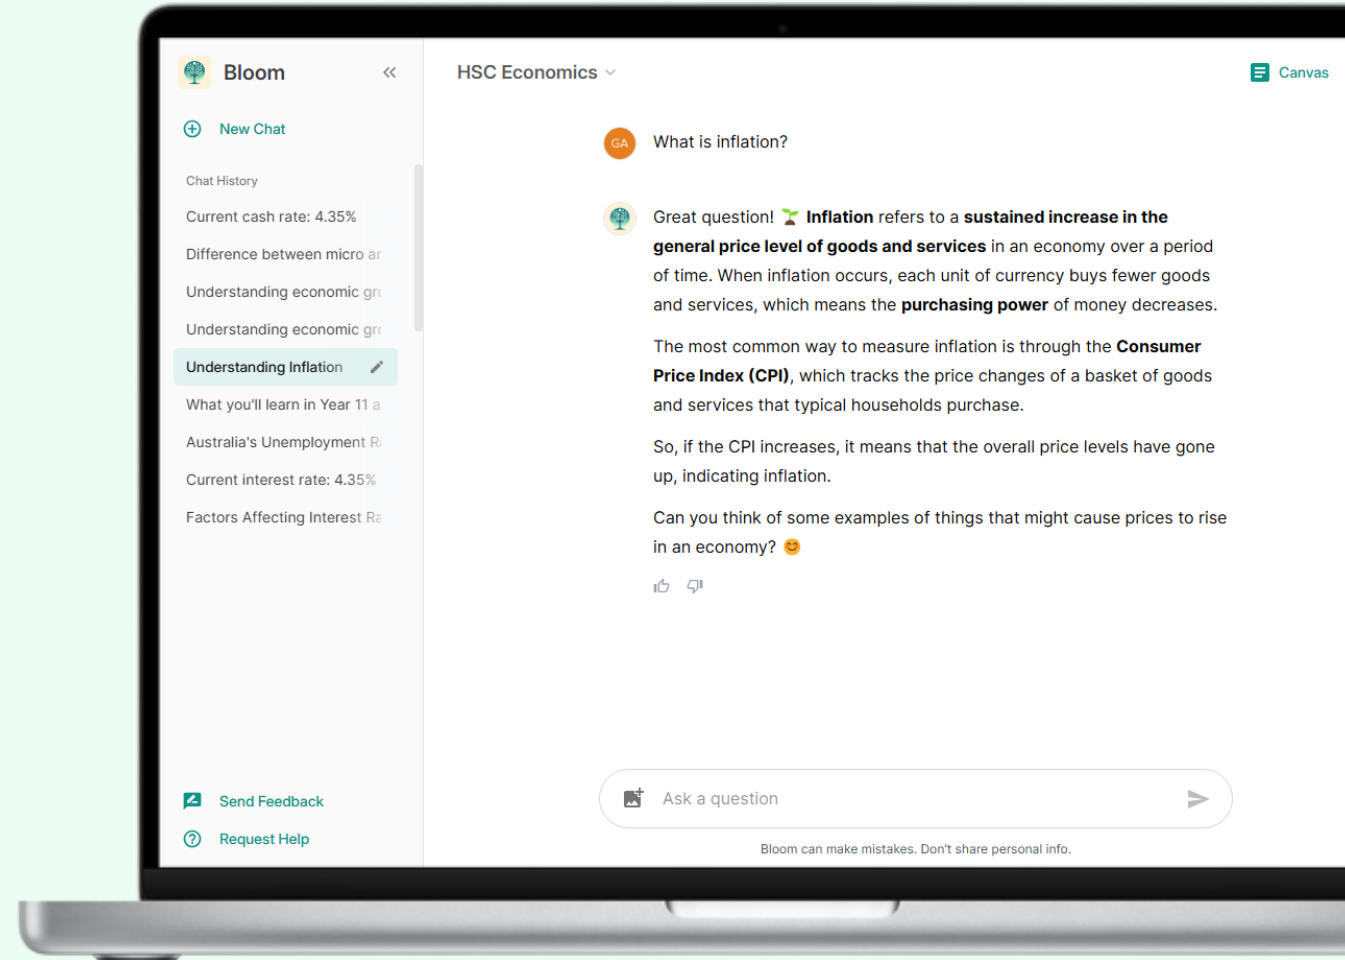 Bloom
New Chat
Chat History
Current cash rate: 4.35%
Difference between micro
Understanding economic
Understanding economic
Understanding Inflation
What you'll learn in Year 11
Australia's Unemployment
Current interest rate: 4.35%
Factors Affecting Interest
Send Feedback
Request Help
HSC Economics
Canvas
GA
What is inflation?
Great question! 🌱 Inflation refers to a sustained increase in the
general price level of goods and services in an economy over a period
of time. When inflation occurs, each unit of currency buys fewer goods
and services, which means the purchasing power of money decreases.
The most common way to measure inflation is through the Consumer
Price Index (CPI), which tracks the price changes of a basket of goods
and services that typical households purchase.
So, if the CPI increases, it means that the overall price levels have gone
up, indicating inflation.
Can you think of some examples of things that might cause prices to rise
in an economy? 😊
Ask a question
Bloom can make mistakes. Don't share personal info.